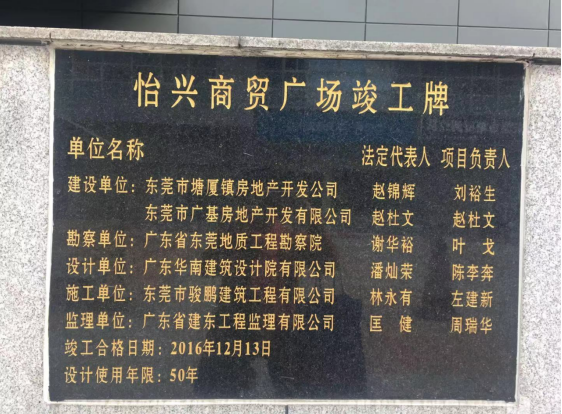 怡兴商贸广场竣工牌
单位名称 法定代表人 项目负责人
建设单位：东莞市塘厦镇房地产开发公司 赵锦辉 刘裕生
东莞市广基房地产开发有限公司 赵杜文 赵杜文
勘察单位：广东省东莞地质工程勘察院 谢华裕 叶戈
设计单位：广东华南建筑设计院有限公司 潘灿荣 陈李奔
施工单位：东莞市骏鹏建筑工程有限公司 林永有 左建新
监理单位：广东省建东工程监理有限公司 匡健 周瑞华
竣工合格日期：2016年12月13日
设计使用年限：50年